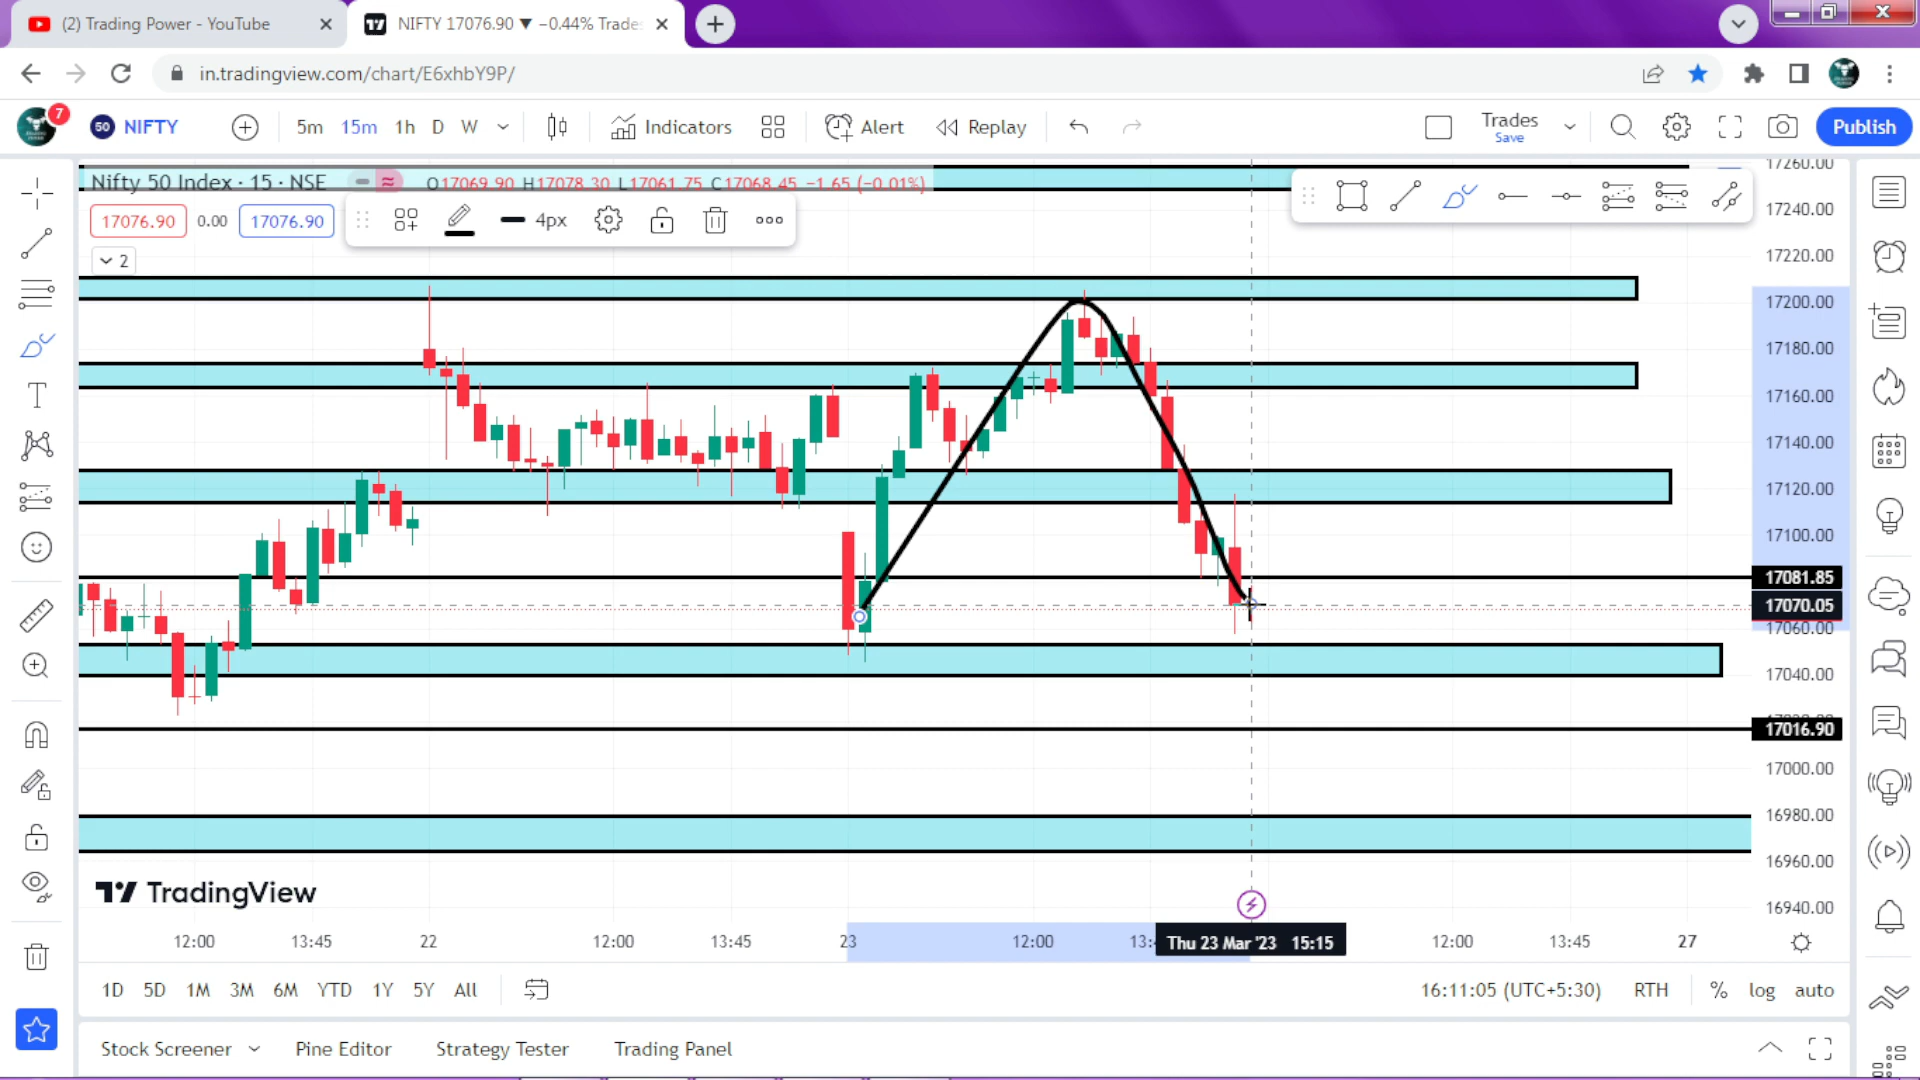 (2) Trading Power - YouTube
NIFTY 17076.90 ▼ −0.44% Trade
in.tradingview.com/chart/E6xhbY9P/
7
50 NIFTY
5m 15m 1h D W
Indicators
Alert
Replay
Trades
Save
Publish
Nifty 50 Index · 15 · NSE
O17069.90 H17078.30 L17061.75 C17068.45 −1.65 (−0.01%)
17076.90 0.00 17076.90
4px
2
17260.00
17240.00
17220.00
17200.00
17180.00
17160.00
17140.00
17120.00
17100.00
17081.85
17070.05
17060.00
17040.00
17016.90
17000.00
16980.00
16960.00
16940.00
TradingView
12:00 13:45 22 12:00 13:45 23 12:00 13: Thu 23 Mar '23 15:15 12:00 13:45 27
1D 5D 1M 3M 6M YTD 1Y 5Y All
16:11:05 (UTC+5:30) RTH % log auto
Stock Screener Pine Editor Strategy Tester Trading Panel